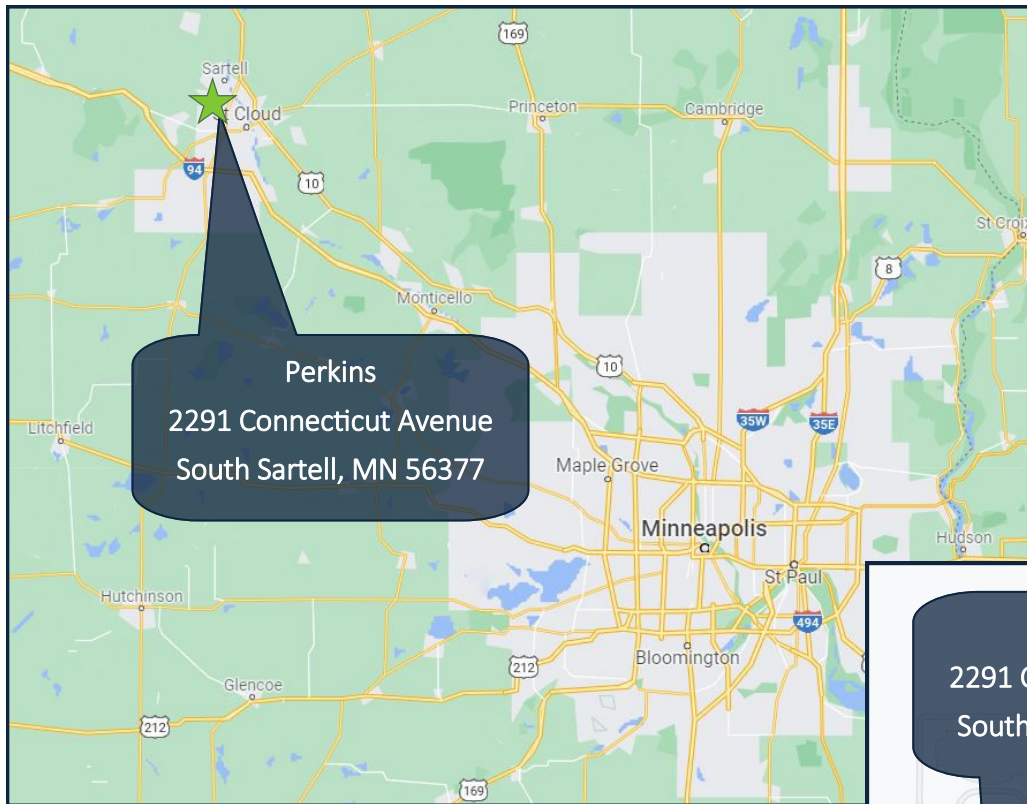 169
Sartell
Princeton
Cambridge
t Cloud
94
10
St Croix
8
Monticello
10
Perkins
2291 Connecticut Avenue
South Sartell, MN 56377
35W
35E
Litchfield
Maple Grove
Minneapolis
Hudson
St Paul
Hutchinson
494
Bloomington
212
2291 C
Glencoe
South
212
169